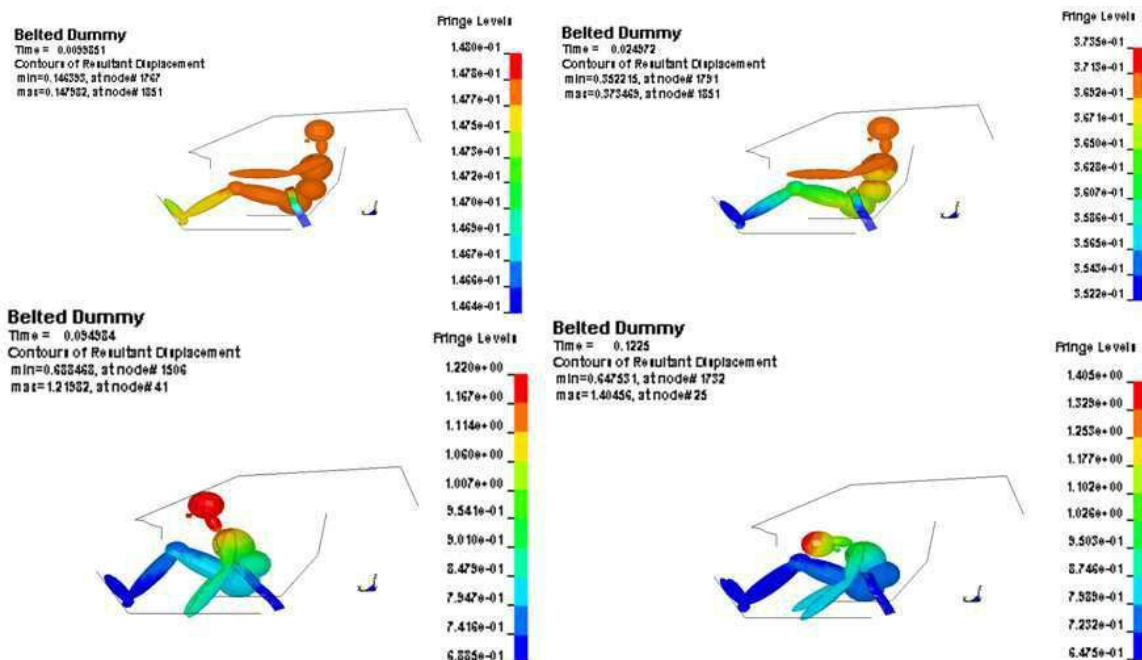 Belted Dummy
Time = 0.0099851
Contours of Resultant Displacement
min=0.146393, at node# 1767
max=0.147982, at node# 1851
Fringe Levels
1.480e-01
1.478e-01
1.477e-01
1.475e-01
1.473e-01
1.472e-01
1.470e-01
1.469e-01
1.467e-01
1.466e-01
1.464e-01
Belted Dummy
Time = 0.024972
Contours of Resultant Displacement
min=0.352215, at node# 1791
max=0.373469, at node# 1851
Fringe Levels
3.735e-01
3.713e-01
3.692e-01
3.671e-01
3.650e-01
3.628e-01
3.607e-01
3.586e-01
3.565e-01
3.543e-01
3.522e-01
Belted Dummy
Time = 0.094984
Contours of Resultant Displacement
min=0.688468, at node# 1506
max=1.21982, at node# 41
Fringe Levels
1.220e+00
1.167e+00
1.114e+00
1.060e+00
1.007e+00
9.541e-01
9.010e-01
8.479e-01
7.947e-01
7.416e-01
6.885e-01
Belted Dummy
Time = 0.1225
Contours of Resultant Displacement
min=0.647531, at node# 1732
max=1.40456, at node# 25
Fringe Levels
1.405e+00
1.329e+00
1.253e+00
1.177e+00
1.102e+00
1.026e+00
9.503e-01
8.746e-01
7.989e-01
7.232e-01
6.475e-01